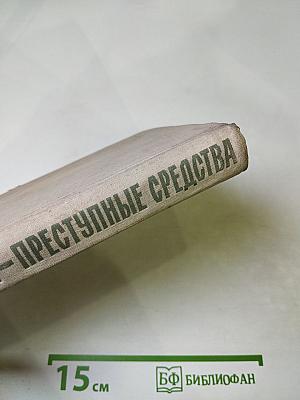 – ПРЕСТУПНЫЕ СРЕДСТВА
15 см
БФ БИБЛИОФАН